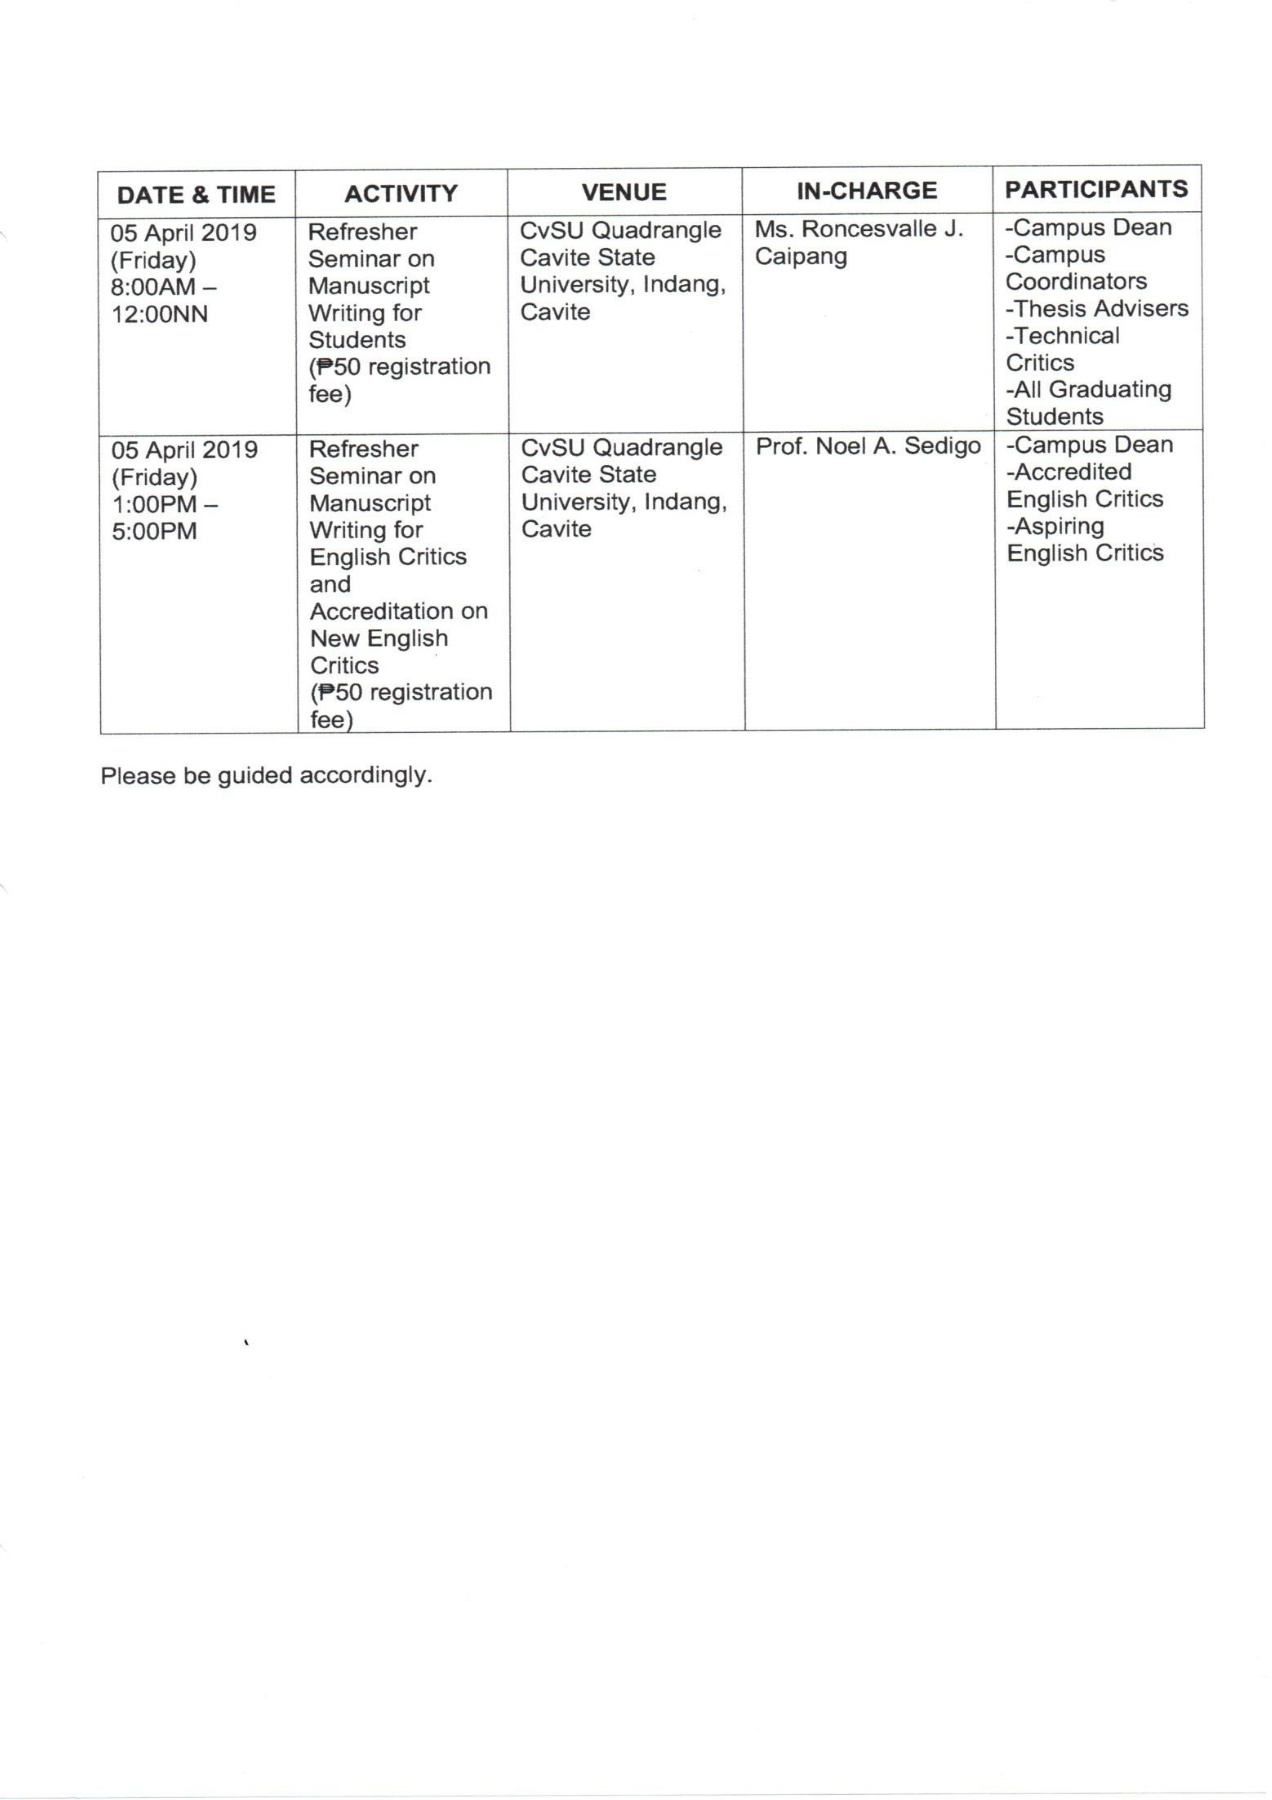 DATE & TIME ACTIVITY VENUE IN-CHARGE PARTICIPANTS
05 April 2019
(Friday)
8:00AM –
12:00NN
Refresher
Seminar on
Manuscript
Writing for
Students
(₱50 registration
fee)
CvSU Quadrangle
Cavite State
University, Indang,
Cavite
Ms. Roncesvalle J.
Caipang
-Campus Dean
-Campus
Coordinators
-Thesis Advisers
-Technical
Critics
-All Graduating
Students
05 April 2019
(Friday)
1:00PM –
5:00PM
Refresher
Seminar on
Manuscript
Writing for
English Critics
and
Accreditation on
New English
Critics
(₱50 registration
fee)
CvSU Quadrangle
Cavite State
University, Indang,
Cavite
Prof. Noel A. Sedigo
-Campus Dean
-Accredited
English Critics
-Aspiring
English Critics
Please be guided accordingly.